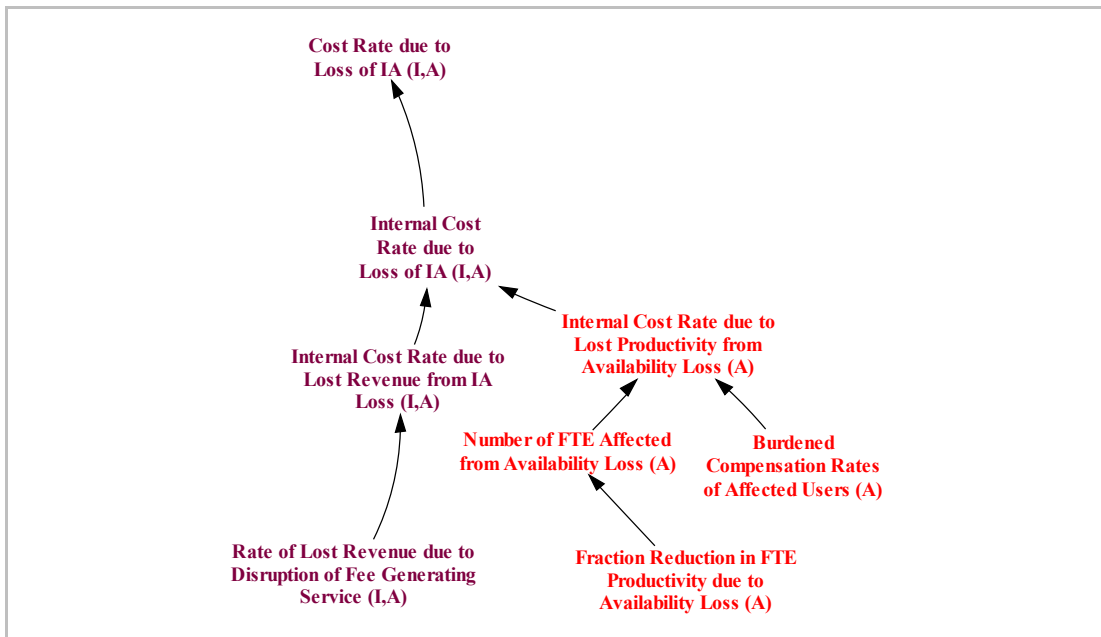 Cost Rate due to
Loss of IA (I,A)
Internal Cost
Rate due to
Loss of IA (I,A)
Internal Cost Rate due to
Lost Productivity from
Availability Loss (A)
Internal Cost Rate due to
Lost Revenue from IA
Loss (I,A)
Number of FTE Affected
from Availability Loss (A)
Burdened
Compensation Rates
of Affected Users (A)
Rate of Lost Revenue due to
Disruption of Fee Generating
Service (I,A)
Fraction Reduction in FTE
Productivity due to
Availability Loss (A)